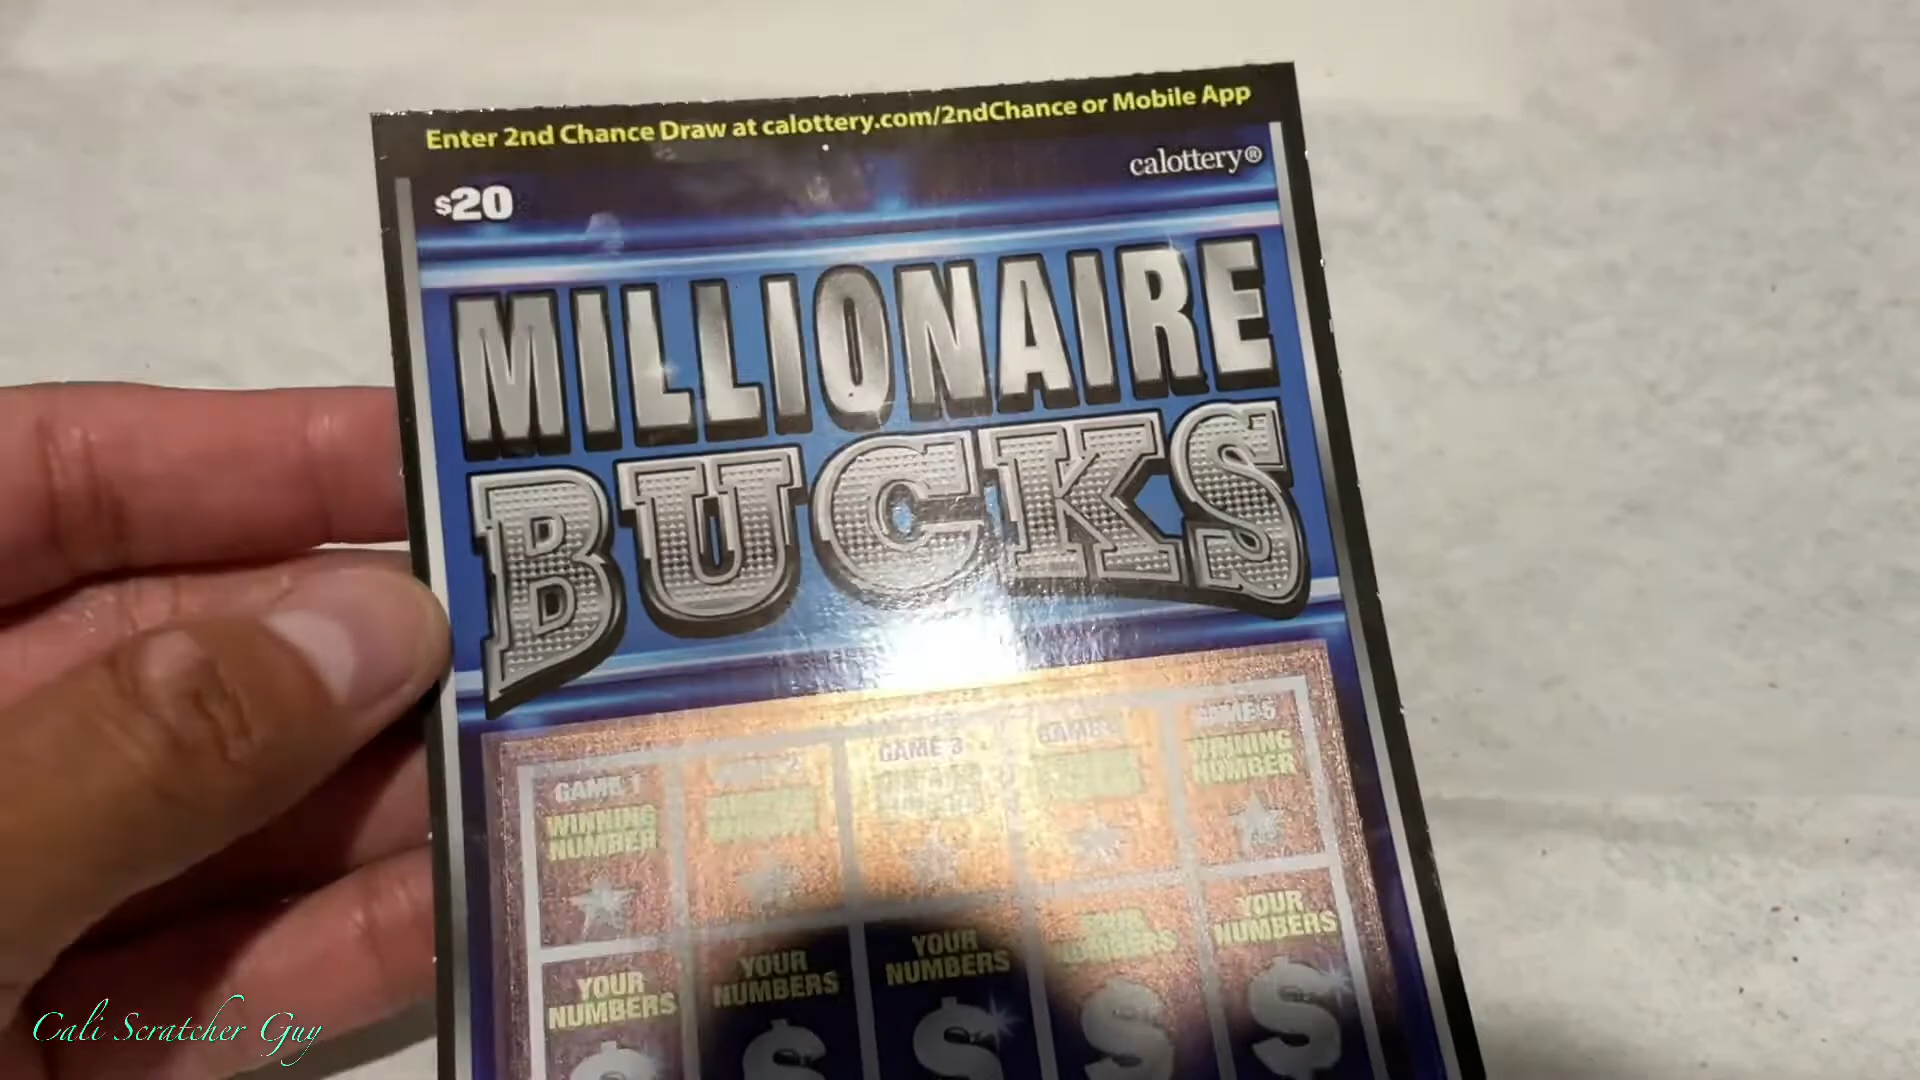 Enter 2nd Chance Draw at calottery.com/2ndChance or Mobile App
calottery®
$20
MILLIONAIRE
BUCKS
GAME 1
GAME 3
GAME 5
WINNING
NUMBER
WINNING
NUMBER
YOUR
NUMBERS
YOUR
NUMBERS
YOUR
NUMBERS
YOUR
NUMBERS
YOUR
NUMBERS
$ $ $ $ $
Cali Scratcher Guy